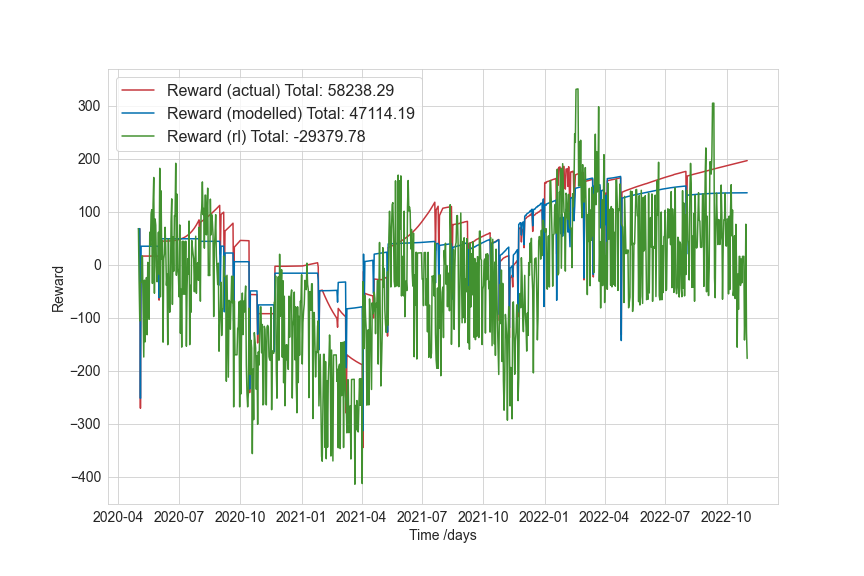 Reward (actual) Total: 58238.29
Reward (modelled) Total: 47114.19
Reward (rl) Total: -29379.78
300
200
100
0
−100
−200
−300
−400
Reward
2020-04 2020-07 2020-10 2021-01 2021-04 2021-07 2021-10 2022-01 2022-04 2022-07 2022-10
Time /days